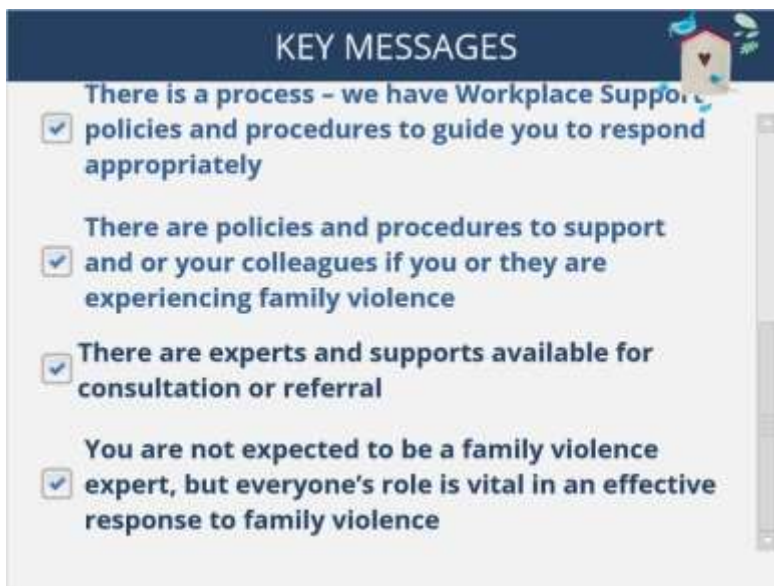 KEY MESSAGES
There is a process – we have Workplace Support
policies and procedures to guide you to respond
appropriately
There are policies and procedures to support
and or your colleagues if you or they are
experiencing family violence
There are experts and supports available for
consultation or referral
You are not expected to be a family violence
expert, but everyone’s role is vital in an effective
response to family violence